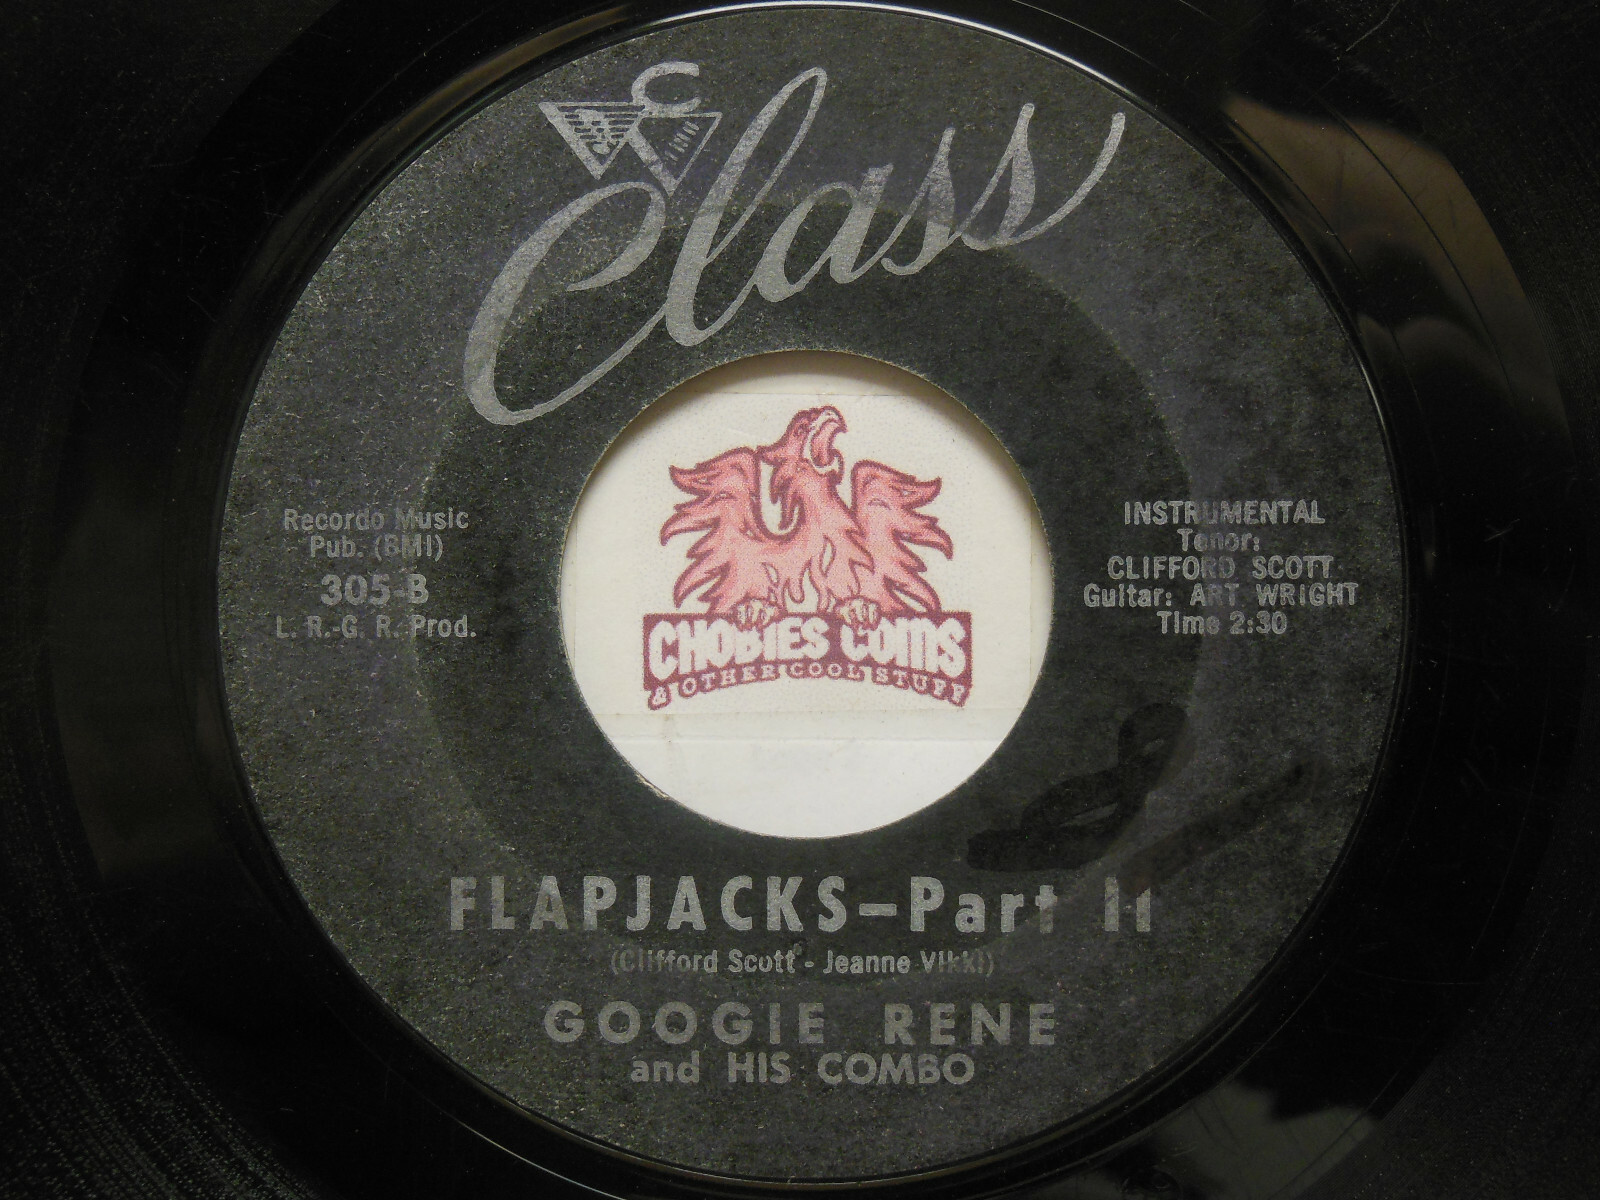 Class
Recordo Music
Pub. (BMI)
305-B
L. R.-G. R. Prod.
INSTRUMENTAL
Tenor:
CLIFFORD SCOTT
Guitar: ART WRIGHT
Time 2:30
CHOBIES COINS
& OTHER COOL STUFF
FLAPJACKS—Part II
(Clifford Scott - Jeanne Vikki)
GOOGIE RENE
and HIS COMBO